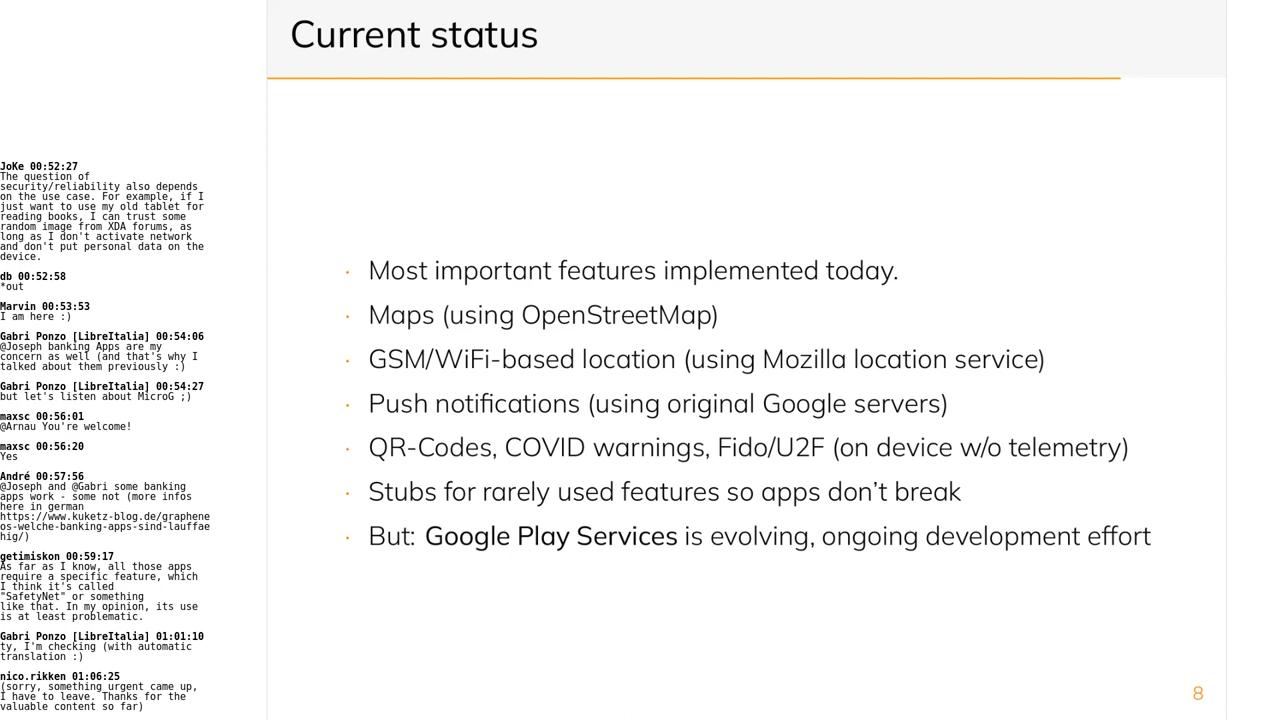 Current status
JoKe 00:52:27
The question of
security/reliability also depends
on the use case. For example, if I
just want to use my old tablet for
reading books, I can trust some
random image from XDA forums, as
long as I don't activate network
and don't put personal data on the
device.
db 00:52:58
*out
Marvin 00:53:53
I am here :)
Gabri Ponzo [LibreItalia] 00:54:06
@Joseph banking Apps are my
concern as well (and that's why I
talked about them previously :)
Gabri Ponzo [LibreItalia] 00:54:27
but let's listen about MicroG ;)
maxsc 00:56:01
@Arnau You're welcome!
maxsc 00:56:20
Yes
André 00:57:56
@Joseph and @Gabri some banking
apps work - some not (more infos
here in german
https://www.kuketz-blog.de/graphene
os-welche-banking-apps-sind-lauffae
hig/)
getimiskon 00:59:17
As far as I know, all those apps
require a specific feature, which
I think it's called
"SafetyNet" or something
like that. In my opinion, its use
is at least problematic.
Gabri Ponzo [LibreItalia] 01:01:10
ty, I'm checking (with automatic
translation :)
nico.rikken 01:06:25
(sorry, something urgent came up,
I have to leave. Thanks for the
valuable content so far)
· Most important features implemented today.
· Maps (using OpenStreetMap)
· GSM/WiFi-based location (using Mozilla location service)
· Push notifications (using original Google servers)
· QR-Codes, COVID warnings, Fido/U2F (on device w/o telemetry)
· Stubs for rarely used features so apps don’t break
· But: Google Play Services is evolving, ongoing development effort
8